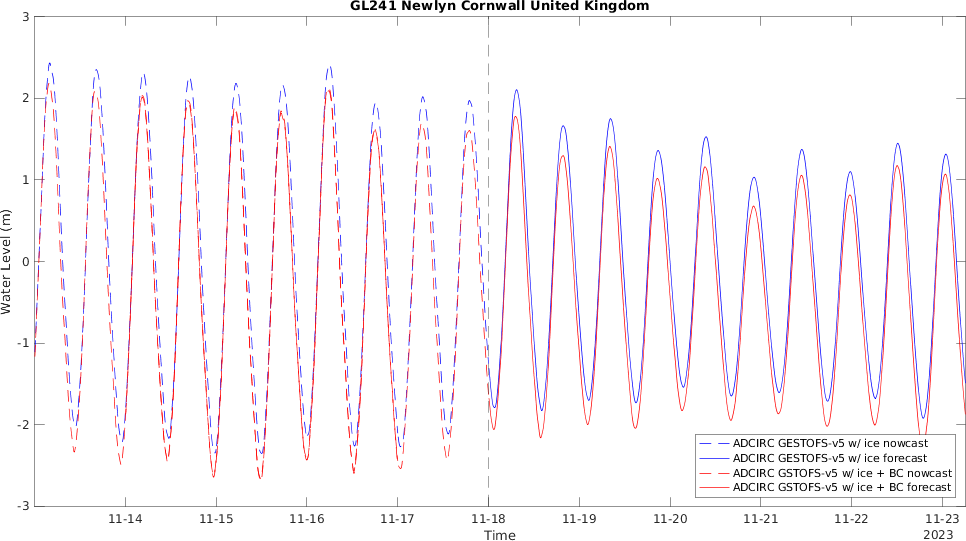 GL241 Newlyn Cornwall United Kingdom
3
2
1
0
-1
-2
-3
Water Level (m)
ADCIRC GESTOFS-v5 w/ ice nowcast
ADCIRC GESTOFS-v5 w/ ice forecast
ADCIRC GSTOFS-v5 w/ ice + BC nowcast
ADCIRC GSTOFS-v5 w/ ice + BC forecast
11-14 11-15 11-16 11-17 11-18 11-19 11-20 11-21 11-22 11-23
Time 2023